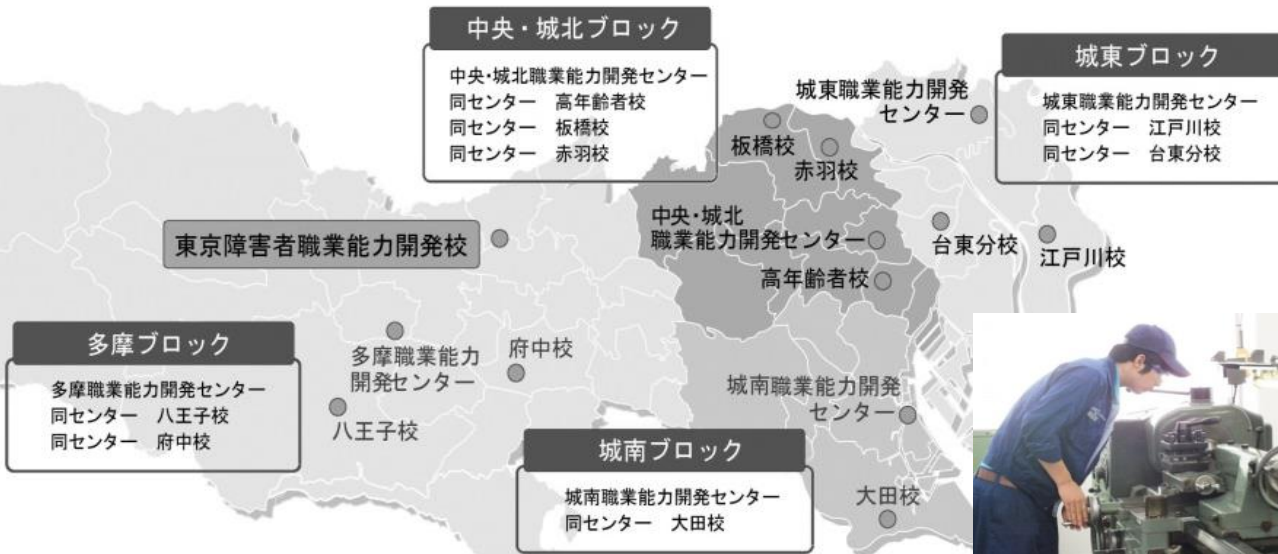 中央・城北ブロック
中央・城北職業能力開発センター
同センター 高年齢者校
同センター 板橋校
同センター 赤羽校
城東ブロック
城東職業能力開発センター
同センター 江戸川校
同センター 台東分校
城東職業能力開発
センター
板橋校
赤羽校
中央・城北
職業能力開発センター
高年齢者校
台東分校
江戸川校
東京障害者職業能力開発校
多摩ブロック
多摩職業能力開発センター
同センター 八王子校
同センター 府中校
多摩職業能力
開発センター
府中校
八王子校
城南職業能力開発
センター
大田校
城南ブロック
城南職業能力開発センター
同センター 大田校